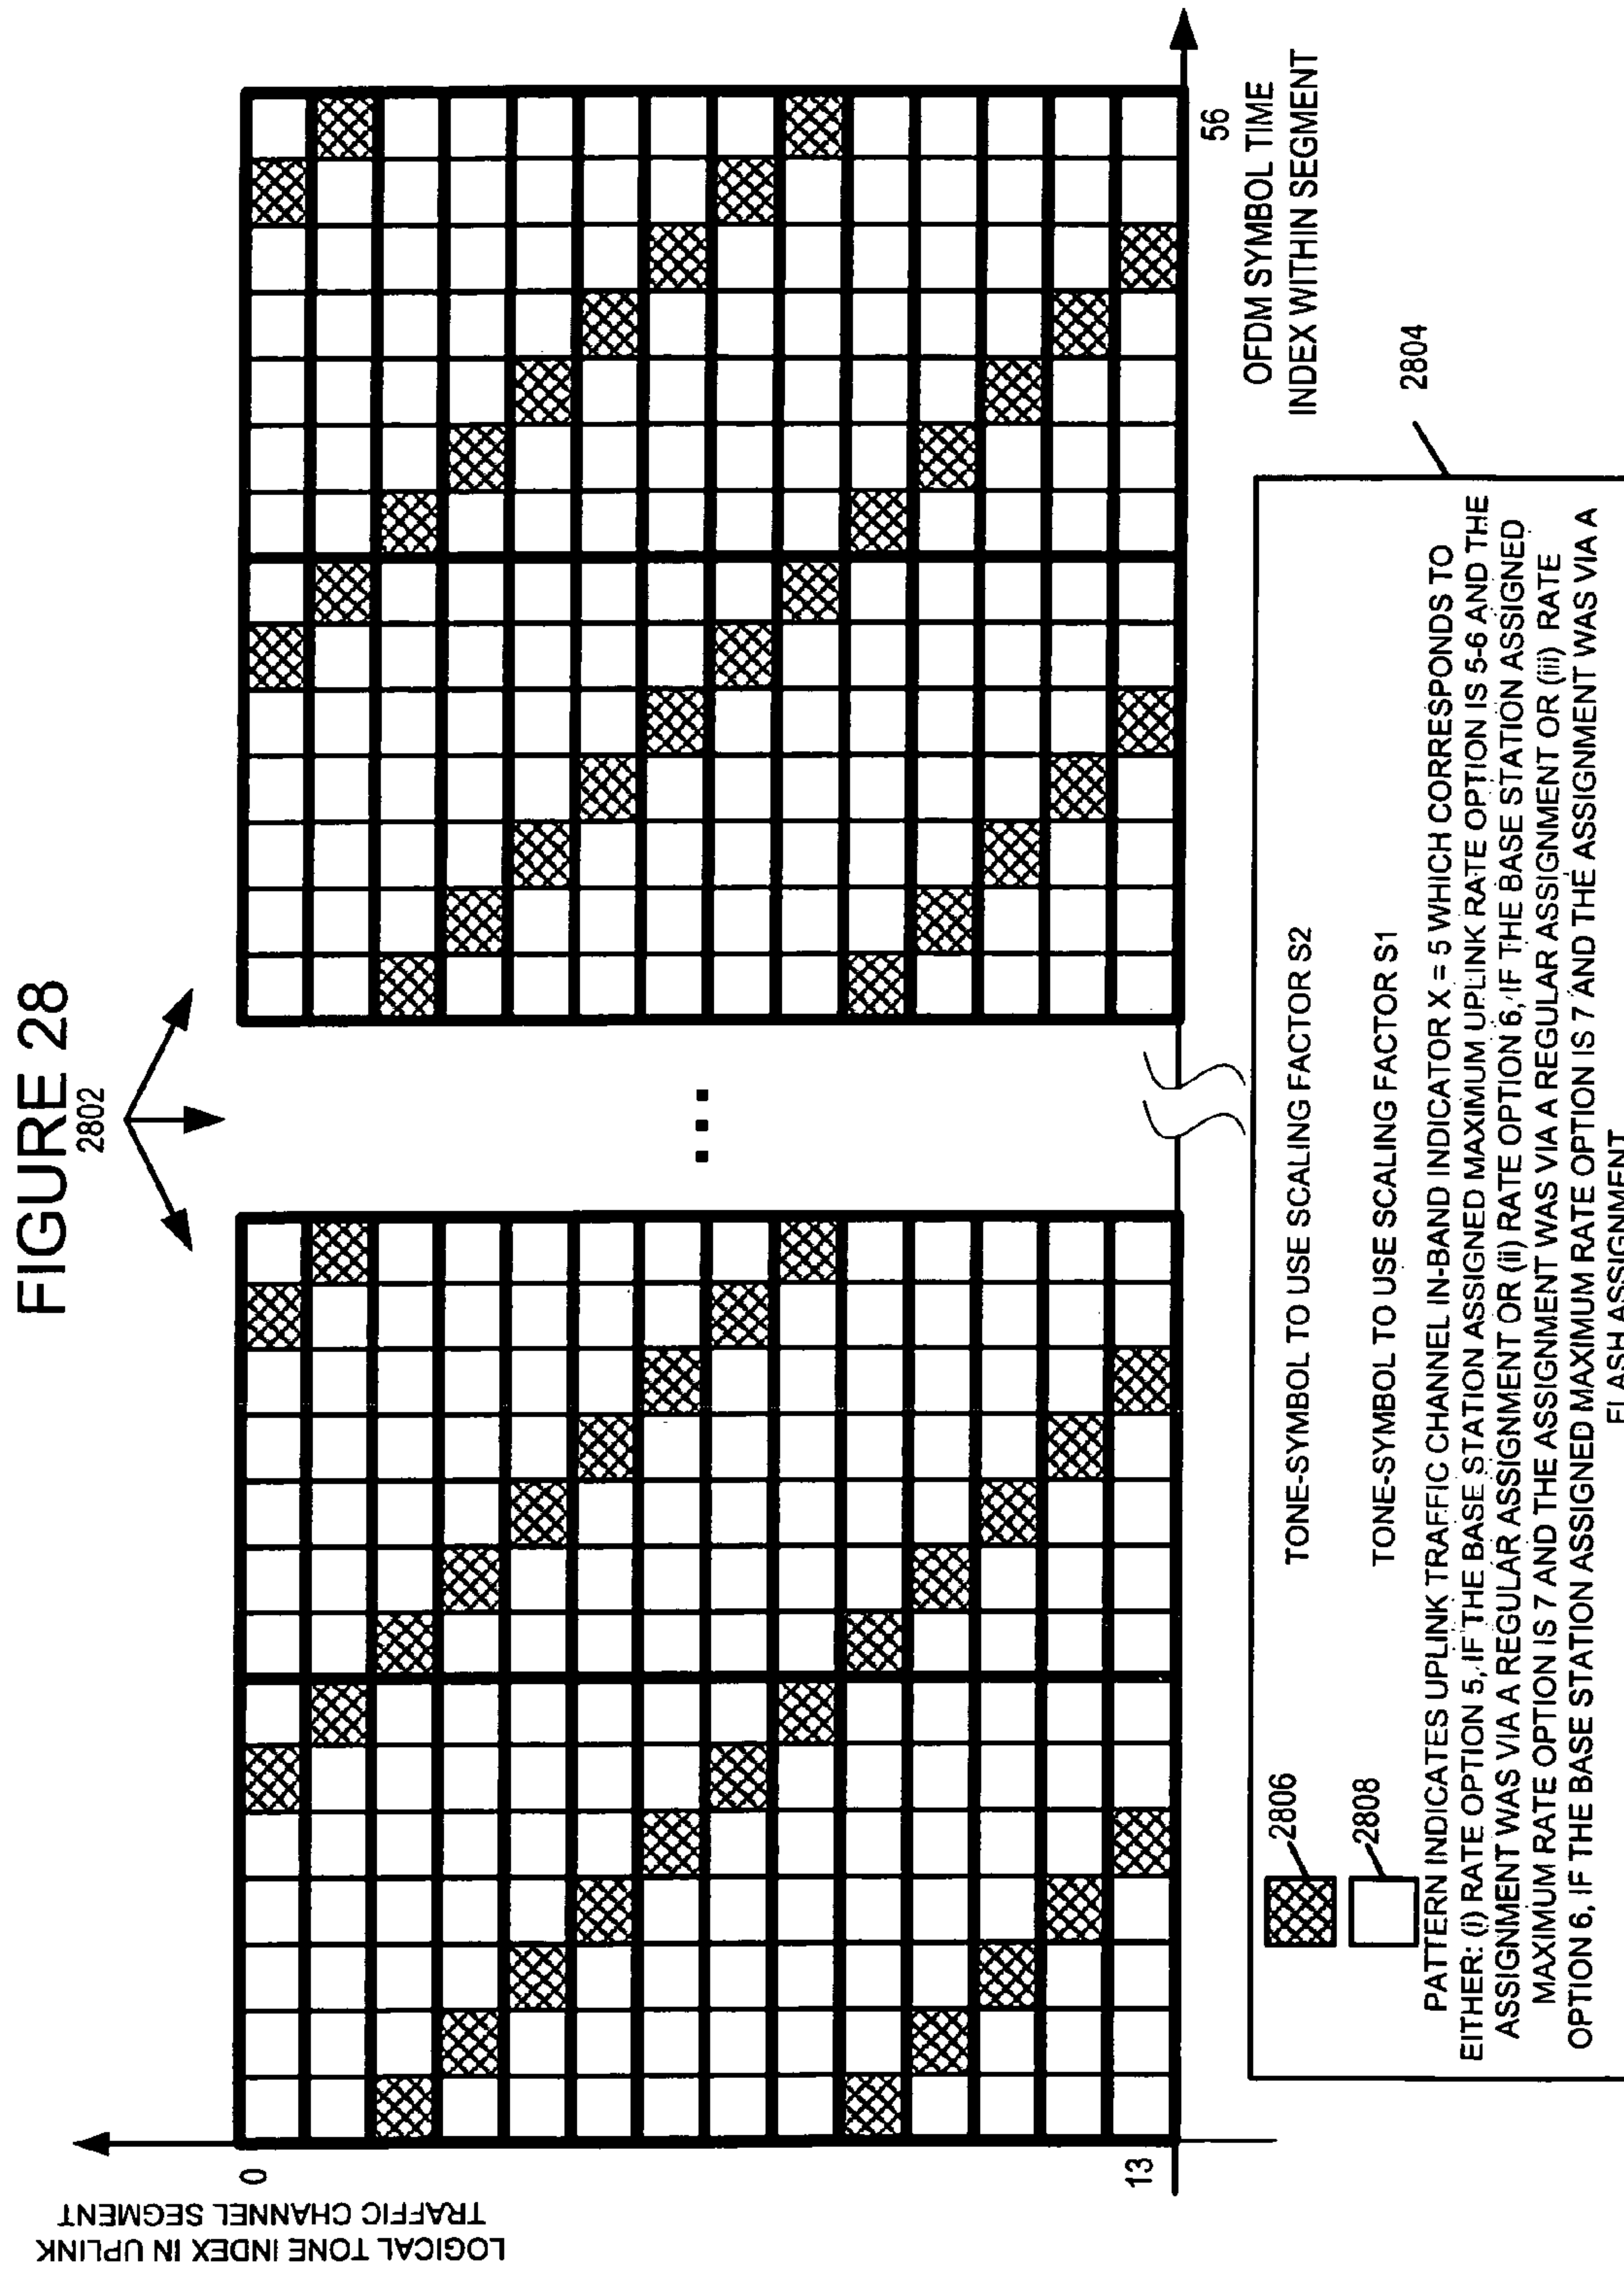 FIGURE 28
2802
LOGICAL TONE INDEX IN UPLINK
TRAFFIC CHANNEL SEGMENT
0
13
...
56
OFDM SYMBOL TIME
INDEX WITHIN SEGMENT
2804
2806
TONE-SYMBOL TO USE SCALING FACTOR S2
2808
TONE-SYMBOL TO USE SCALING FACTOR S1
PATTERN INDICATES UPLINK TRAFFIC CHANNEL IN-BAND INDICATOR X = 5 WHICH CORRESPONDS TO
EITHER: (i) RATE OPTION 5, IF THE BASE STATION ASSIGNED MAXIMUM UPLINK RATE OPTION IS 5-6 AND THE
ASSIGNMENT WAS VIA A REGULAR ASSIGNMENT OR (ii) RATE OPTION 6, IF THE BASE STATION ASSIGNED
MAXIMUM RATE OPTION IS 7 AND THE ASSIGNMENT WAS VIA A REGULAR ASSIGNMENT OR (iii) RATE
OPTION 6, IF THE BASE STATION ASSIGNED MAXIMUM RATE OPTION IS 7 AND THE ASSIGNMENT WAS VIA A
FLASH ASSIGNMENT